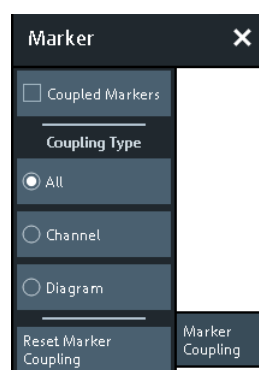 Marker
Coupled Markers
Coupling Type
All
Channel
Diagram
Reset Marker
Coupling
Marker
Coupling